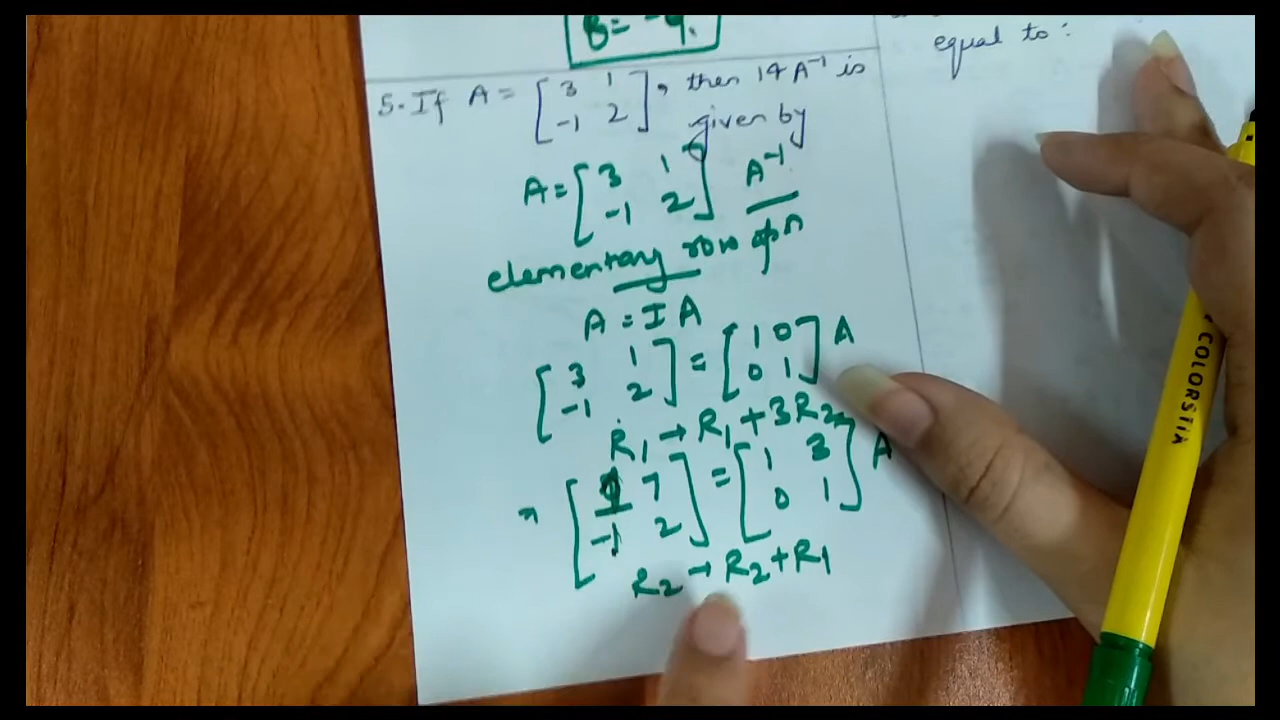 B = -9.
equal to :
5. If A = [ 3 1 ], then 14 A⁻¹ is
[ -1 2 ] given by
A = [ 3 1 ] A⁻¹
[ -1 2 ]
elementary row opn
A = I A
[ 3 1 ] = [ 1 0 ] A
[ -1 2 ] [ 0 1 ]
R₁ → R₁ + 3R₂
⇒ [ 7 ] = [ 1 3 ] A
[ -1 2 ] [ 0 1 ]
R₂ → R₂ + R₁
COLORSTIX